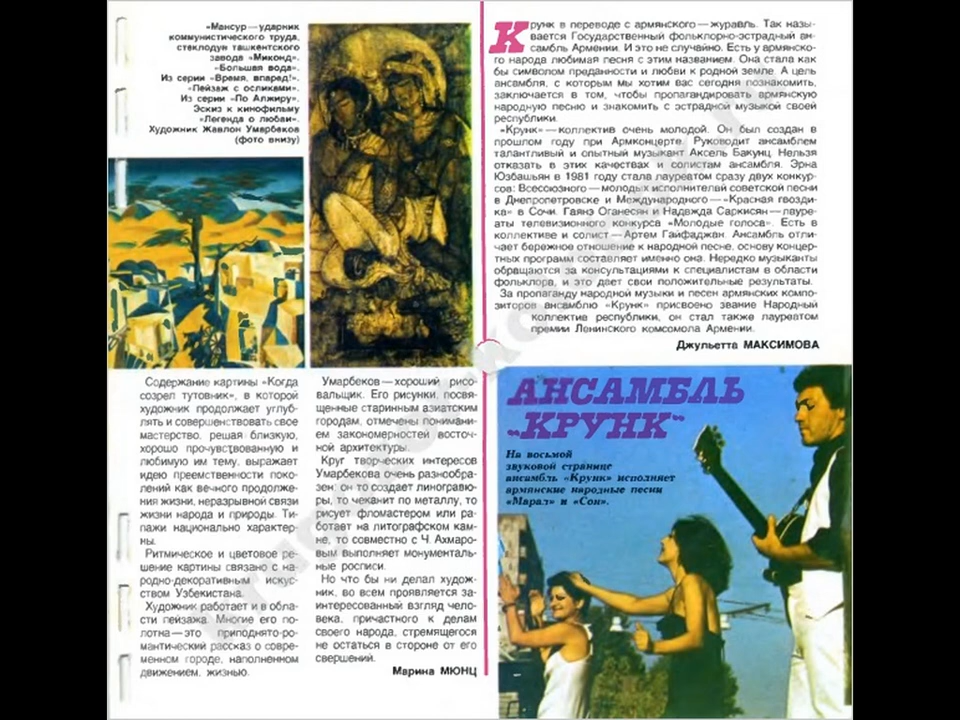 «Мансур — ударник
коммунистического труда,
стеклодув ташкентского
завода «Миконд».
«Большая вода».
Из серии «Время, вперед!».
«Пейзаж с осликами».
Из серии «По Алжиру».
Эскиз к кинофильму
«Легенда о любви».
Художник Жавлон Умарбеков
(фото внизу)
Содержание картины «Когда
созрел тутовник», в которой
художник продолжает углуб-
лять и совершенствовать свое
мастерство, решая близкую,
хорошо прочувствованную и
любимую им тему, выражает
идею преемственности поко-
лений как вечного продолже-
ния жизни, неразрывной связи
жизни народа и природы. Ти-
пажи национально характер-
ны.
Ритмическое и цветовое ре-
шение картины связано с на-
родно-декоративным искус-
ством Узбекистана.
Художник работает и в обла-
сти пейзажа. Многие его по-
лотна — это приподнято-ро-
мантический рассказ о совре-
менном городе, наполненном
движением, жизнью.
Умарбеков — хороший рисо-
вальщик. Его рисунки, посвя-
щенные старинным азиатским
городам, отмечены понимани-
ем закономерностей восточ-
ной архитектуры.
Круг творческих интересов
Умарбекова очень разнообра-
зен: он то создает линогравю-
ры, то чеканит по металлу, то
рисует фломастером или ра-
ботает на литографском кам-
не, то совместно с Ч. Ахмаро-
вым выполняет монументаль-
ные росписи.
Но что бы ни делал худож-
ник, во всем проявляется за-
интересованный взгляд чело-
века, причастного к делам
своего народа, стремящегося
не остаться в стороне от его
свершений.
Марина МЮНЦ
Крунк в переводе с армянского — журавль. Так назы-
вается Государственный фольклорно-эстрадный ан-
самбль Армении. И это не случайно. Есть у армянско-
го народа любимая песня с этим названием. Она стала как
бы символом преданности и любви к родной земле. А цель
ансамбля, с которым мы хотим вас сегодня познакомить,
заключается в том, чтобы пропагандировать армянскую
народную песню и знакомить с эстрадной музыкой своей
республики.
«Крунк» — коллектив очень молодой. Он был создан в
прошлом году при Армконцерте. Руководит ансамблем
талантливый и опытный музыкант Аксель Бакунц. Нельзя
отказать в этих качествах и солистам ансамбля. Эрна
Юзбашьян в 1981 году стала лауреатом сразу двух конкур-
сов: Всесоюзного — молодых исполнителей советской песни
в Днепропетровске и Международного — «Красная гвозди-
ка» в Сочи. Гаянэ Оганесян и Надежда Саркисян — лауре-
аты телевизионного конкурса «Молодые голоса». Есть в
коллективе и солист — Артем Гайфаджан. Ансамбль отли-
чает бережное отношение к народной песне, основу концер-
тных программ составляет именно она. Нередко музыканты
обращаются за консультациями к специалистам в области
фольклора, и это дает свои положительные результаты.
За пропаганду народной музыки и песен армянских компо-
зиторов ансамблю «Крунк» присвоено звание Народный
коллектив республики, он стал также лауреатом
премии Ленинского комсомола Армении.
Джульетта МАКСИМОВА
АНСАМБЛЬ
«КРУНК»
На восьмой
звуковой странице
ансамбль «Крунк» исполняет
армянские народные песни
«Марал» и «Сон».